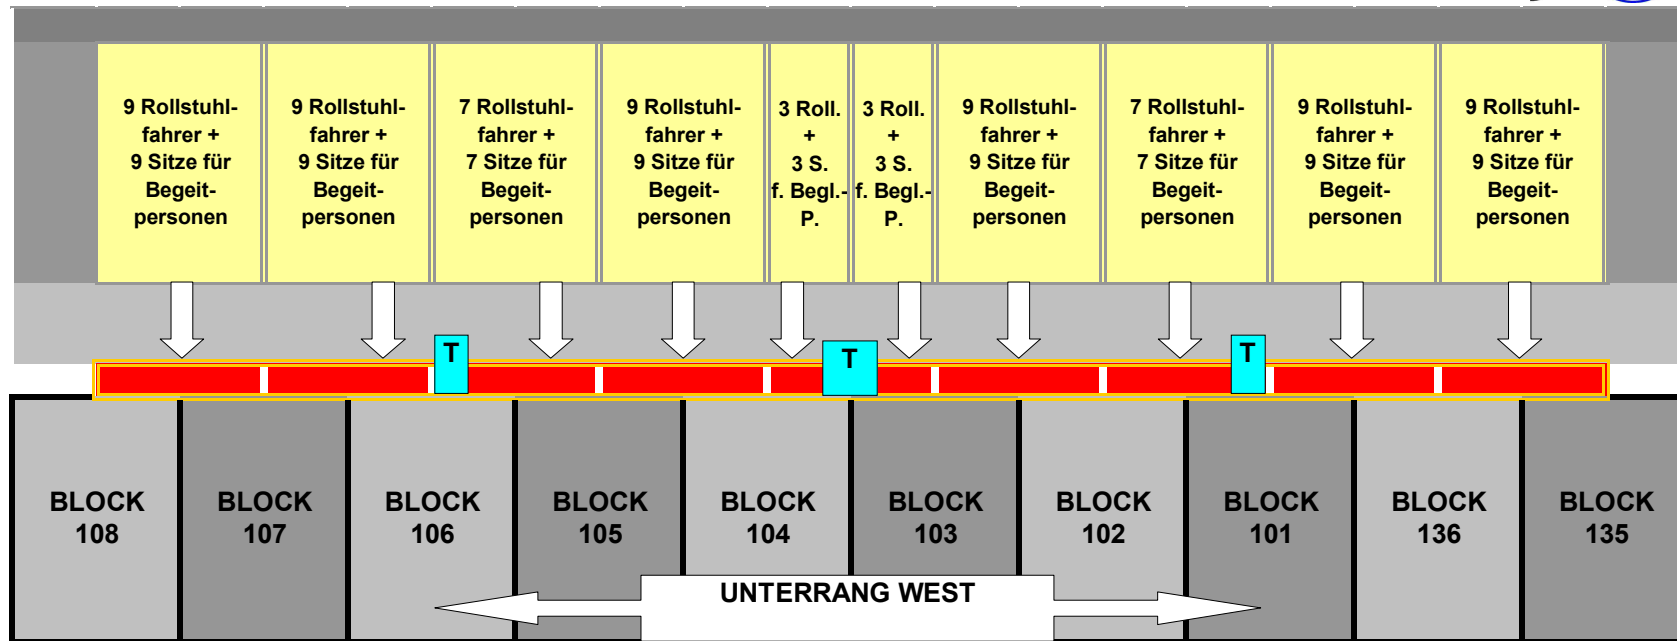 9 Rollstuhl-
fahrer +
9 Sitze für
Begeit-
personen
9 Rollstuhl-
fahrer +
9 Sitze für
Begeit-
personen
7 Rollstuhl-
fahrer +
7 Sitze für
Begeit-
personen
9 Rollstuhl-
fahrer +
9 Sitze für
Begeit-
personen
3 Roll.
+
3 S.
f. Begl.-
P.
3 Roll.
+
3 S.
f. Begl.-
P.
9 Rollstuhl-
fahrer +
9 Sitze für
Begeit-
personen
7 Rollstuhl-
fahrer +
7 Sitze für
Begeit-
personen
9 Rollstuhl-
fahrer +
9 Sitze für
Begeit-
personen
9 Rollstuhl-
fahrer +
9 Sitze für
Begeit-
personen
T
T
T
BLOCK
108
BLOCK
107
BLOCK
106
BLOCK
105
BLOCK
104
BLOCK
103
BLOCK
102
BLOCK
101
BLOCK
136
BLOCK
135
UNTERRANG WEST